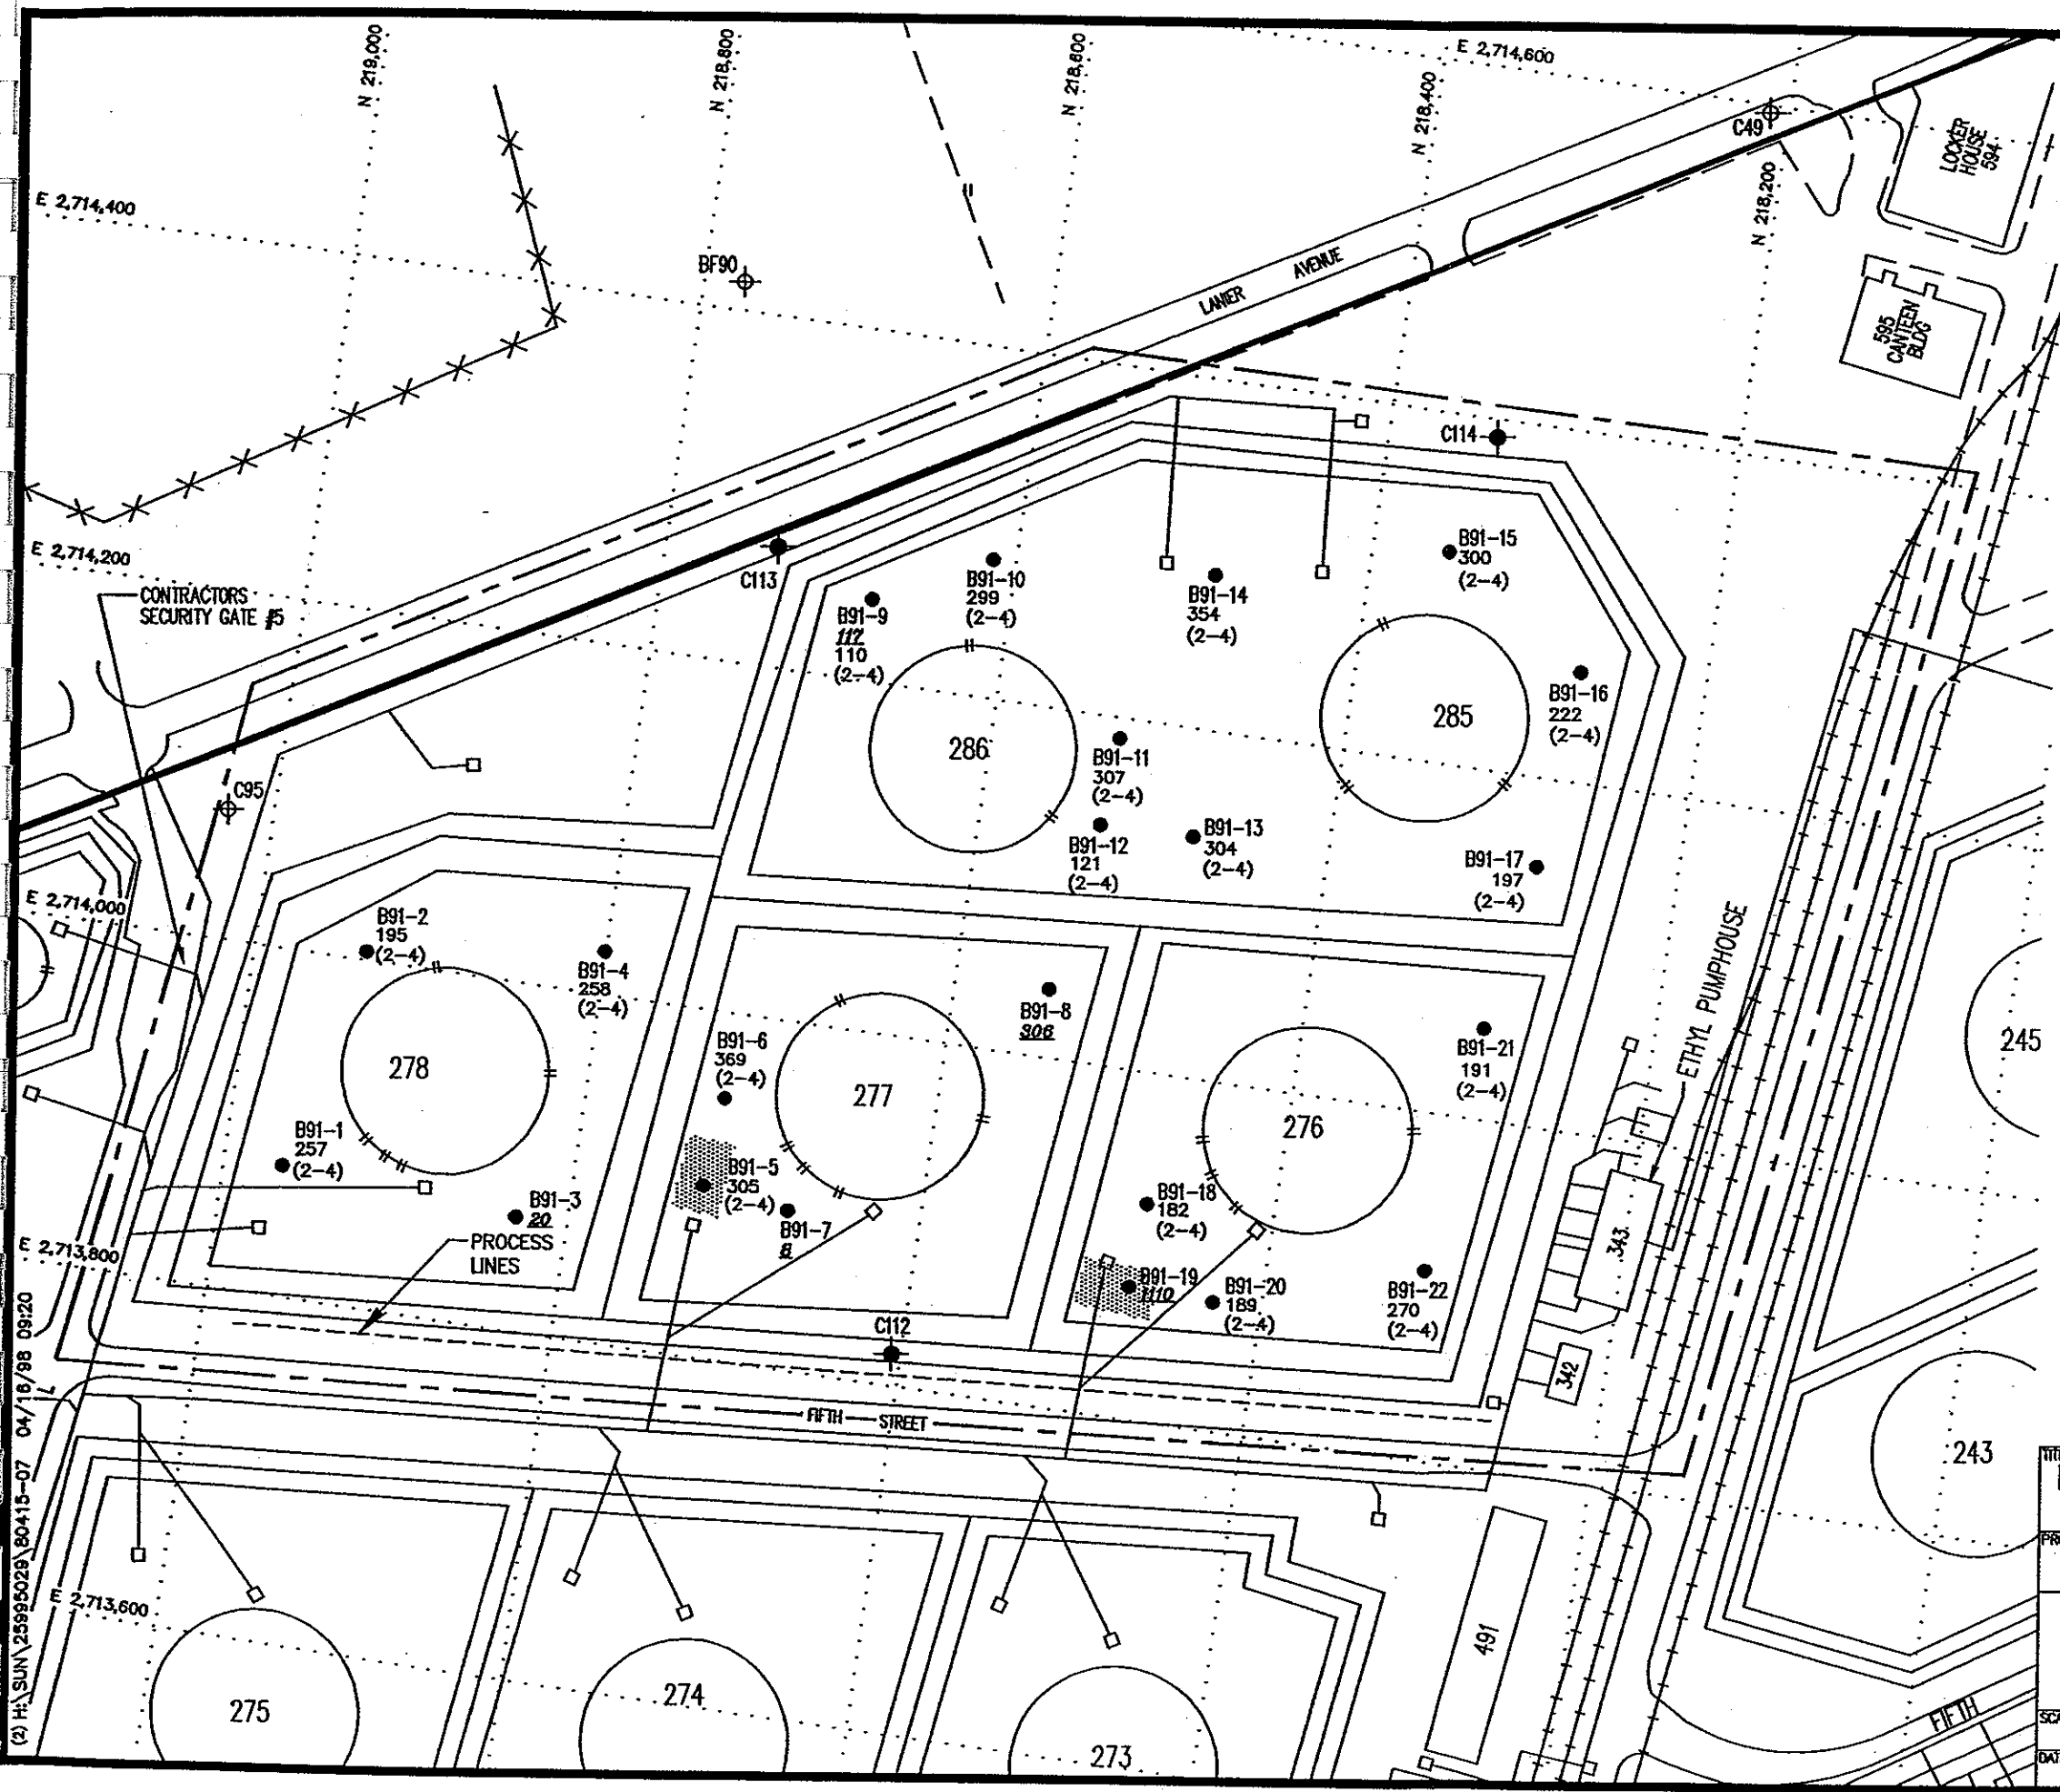 E 2,714,600
N 219,000
N 218,800
N 218,600
N 218,400
N 218,200
C49
LOCKER
HOUSE
594
E 2,714,400
BF90
LANIER AVENUE
595
CANTEEN
BLDG
C114
E 2,714,200
CONTRACTORS
SECURITY GATE #5
C113
B91-9
117
110
(2-4)
B91-10
299
(2-4)
B91-14
354
(2-4)
B91-15
300
(2-4)
B91-16
222
(2-4)
286
285
B91-11
307
(2-4)
B91-12
121
(2-4)
B91-13
304
(2-4)
B91-17
197
(2-4)
C95
E 2,714,000
B91-2
195
(2-4)
B91-4
258
(2-4)
278
B91-1
257
(2-4)
B91-3
20
PROCESS
LINES
B91-6
369
(2-4)
277
B91-8
306
B91-5
305
(2-4)
B91-7
6
276
B91-21
191
(2-4)
B91-18
182
(2-4)
B91-19
1110
B91-20
189
(2-4)
B91-22
270
(2-4)
ETHYL PUMPHOUSE
343
342
245
243
E 2,713,800
C112
FIFTH STREET
E 2,713,600
275
274
273
491
FIFTH
(2) H:\SUN\25995029\80415-07 04/16/98 09:20